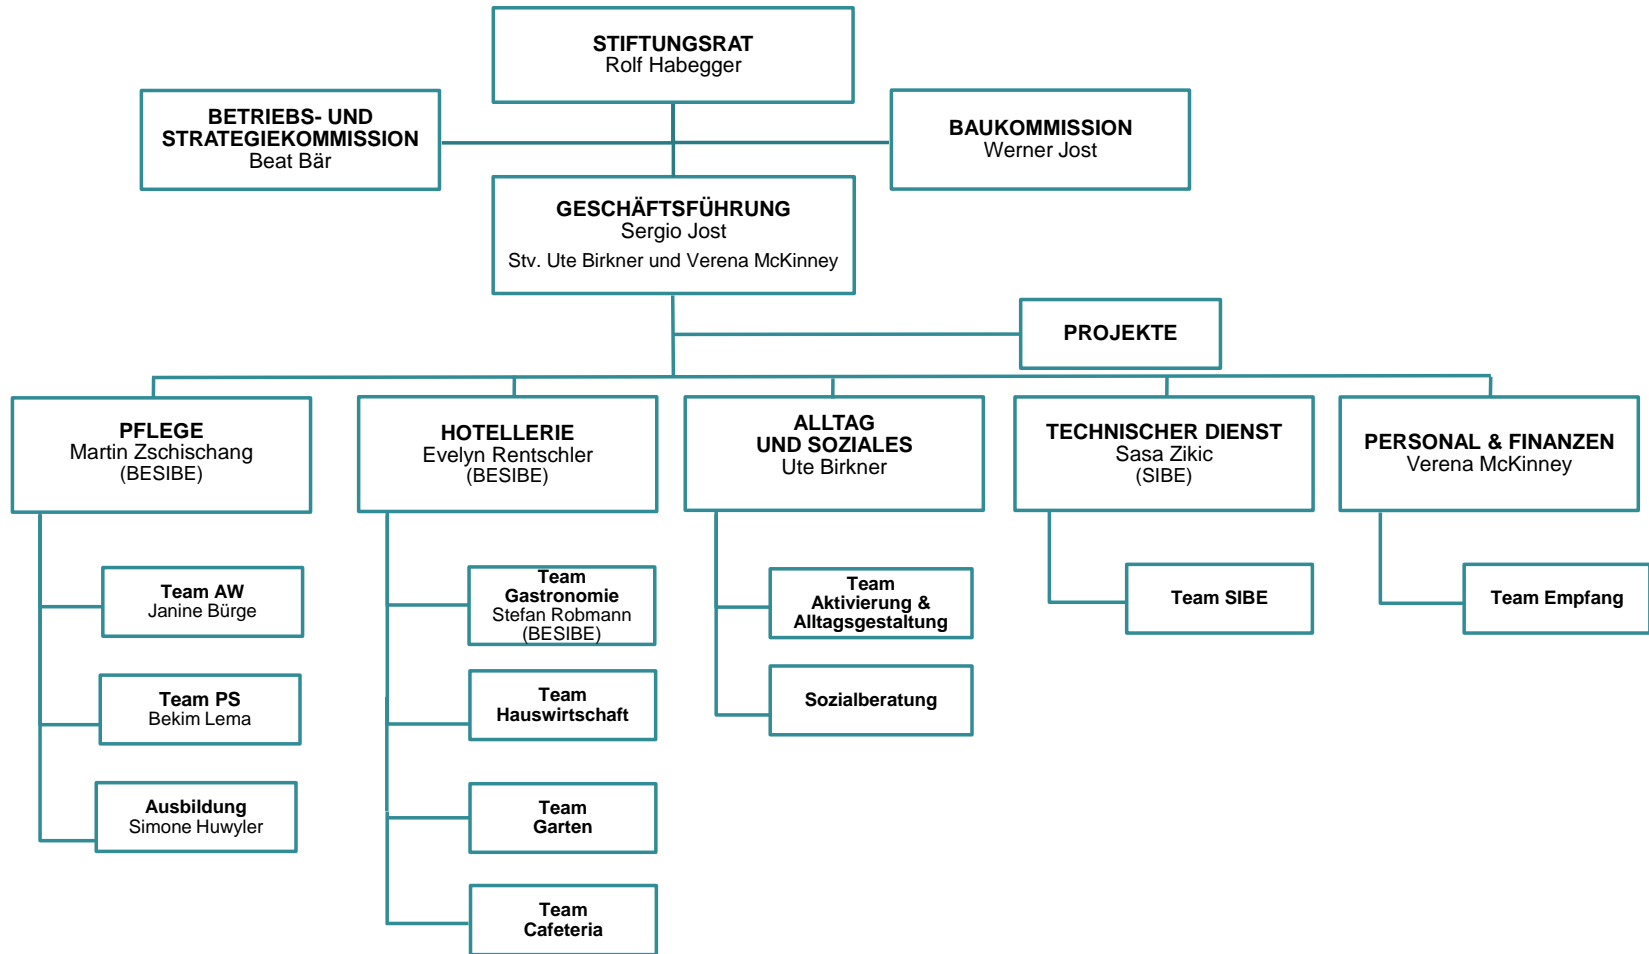 STIFTUNGSRAT
Rolf Habegger
BETRIEBS- UND
STRATEGIEKOMMISSION
Beat Bär
BAUKOMMISSION
Werner Jost
GESCHÄFTSFÜHRUNG
Sergio Jost
Stv. Ute Birkner und Verena McKinney
PROJEKTE
PFLEGE
Martin Zschischang
(BESIBE)
HOTELLERIE
Evelyn Rentschler
(BESIBE)
ALLTAG
UND SOZIALES
Ute Birkner
TECHNISCHER DIENST
Sasa Zikic
(SIBE)
PERSONAL & FINANZEN
Verena McKinney
Team AW
Janine Bürge
Team PS
Bekim Lema
Ausbildung
Simone Huwyler
Team
Gastronomie
Stefan Robmann
(BESIBE)
Team
Hauswirtschaft
Team
Garten
Team
Cafeteria
Team
Aktivierung &
Alltagsgestaltung
Sozialberatung
Team SIBE
Team Empfang